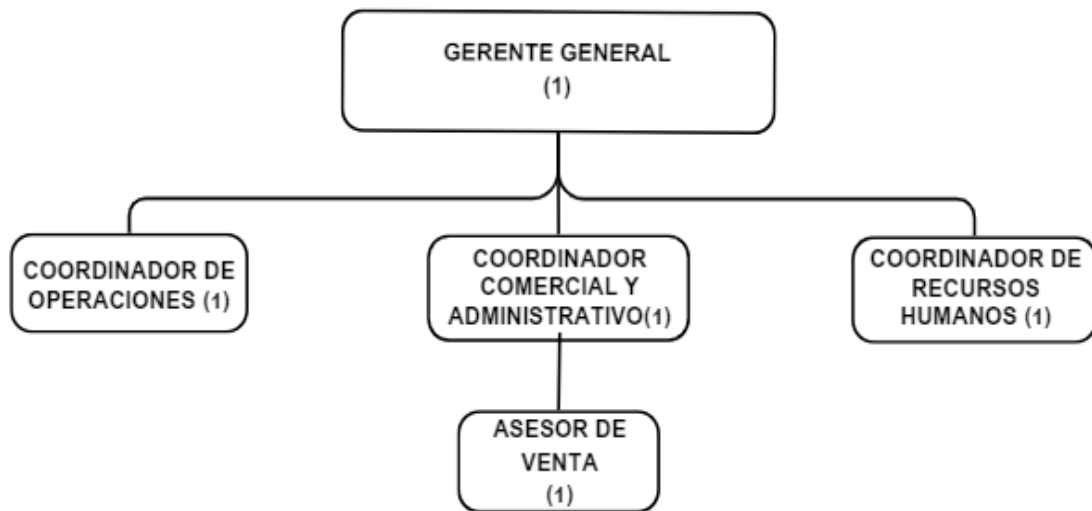 GERENTE GENERAL
(1)
COORDINADOR DE
OPERACIONES (1)
COORDINADOR
COMERCIAL Y
ADMINISTRATIVO(1)
COORDINADOR DE
RECURSOS
HUMANOS (1)
ASESOR DE
VENTA
(1)